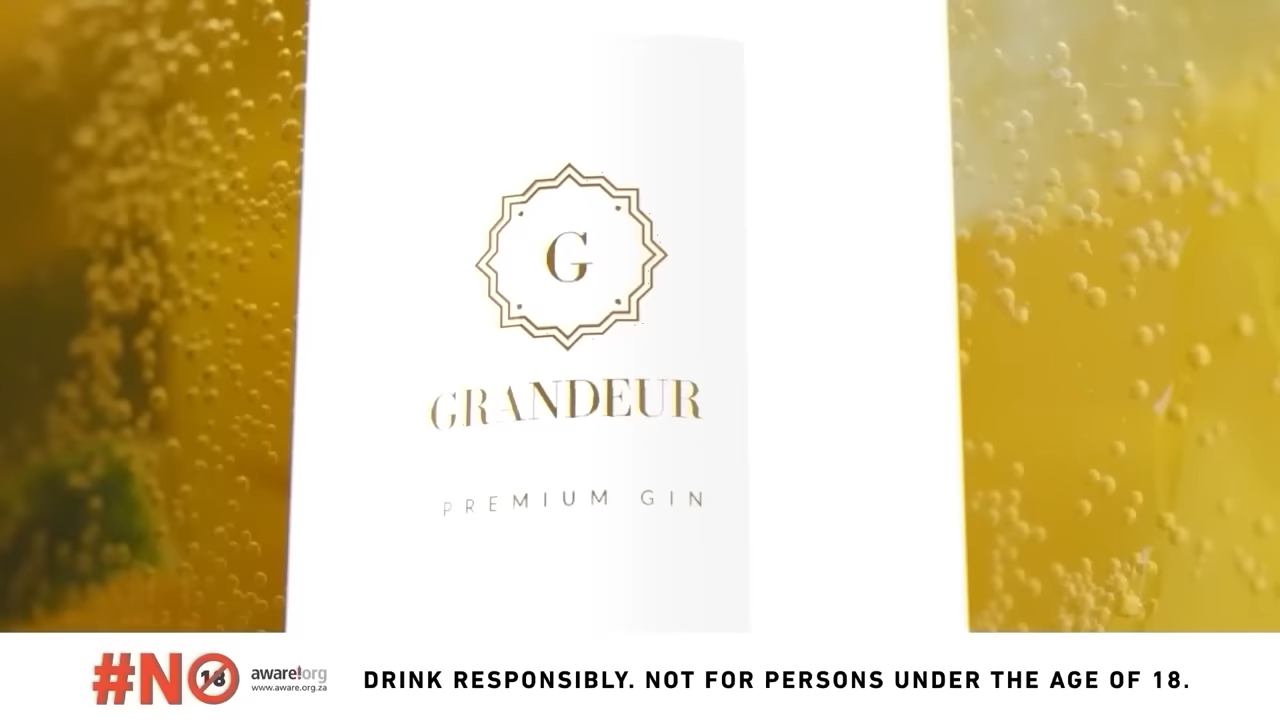 G
GRANDEUR
PREMIUM GIN
#NO 18
aware!org
www.aware.org.za
DRINK RESPONSIBLY. NOT FOR PERSONS UNDER THE AGE OF 18.